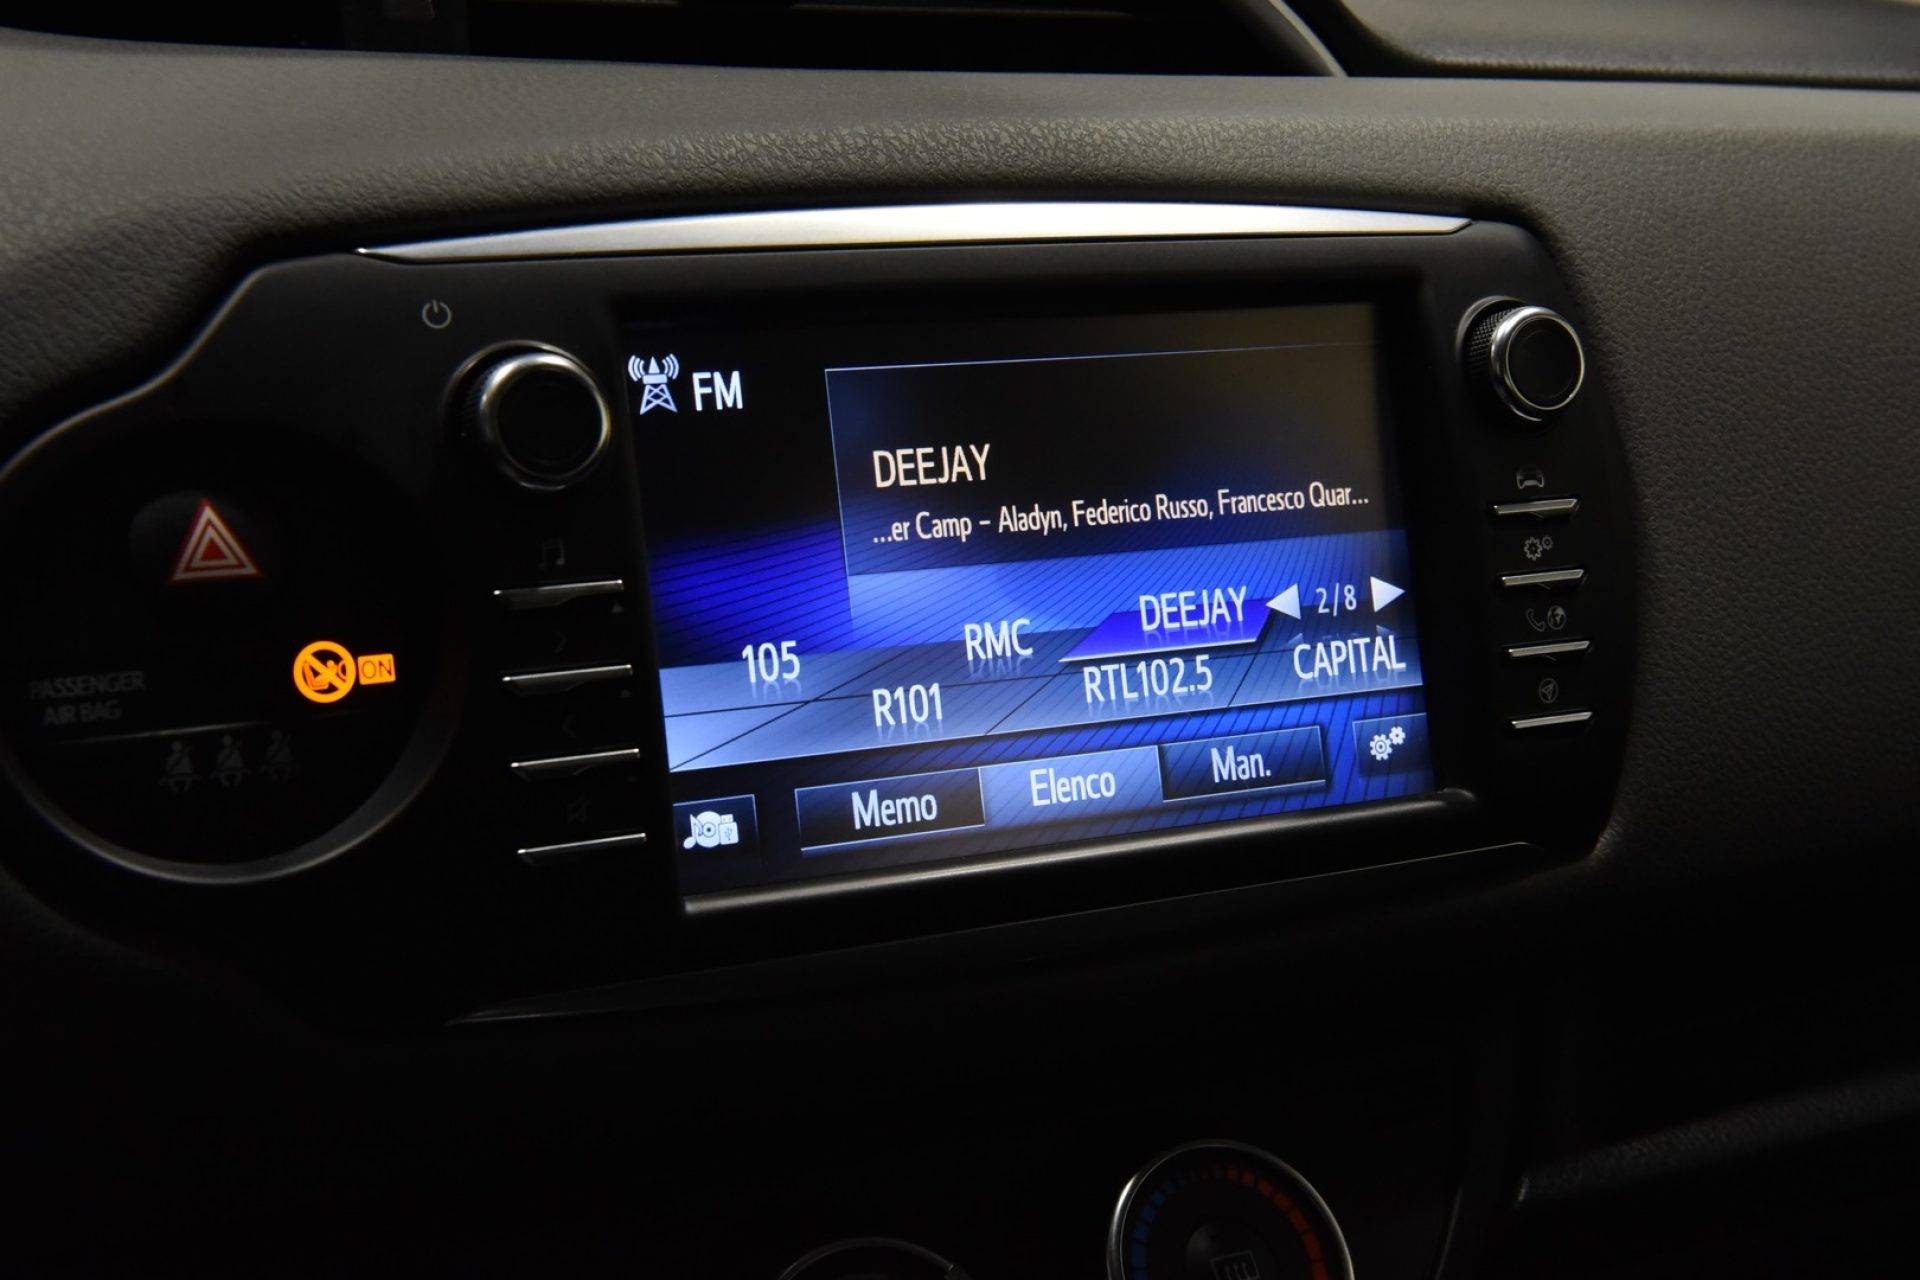 FM
DEEJAY
...er Camp – Aladyn, Federico Russo, Francesco Quar...
105
RMC
DEEJAY
2/8
R101
RTL102.5
CAPITAL
Memo
Elenco
Man.
ON
PASSENGER
AIR BAG